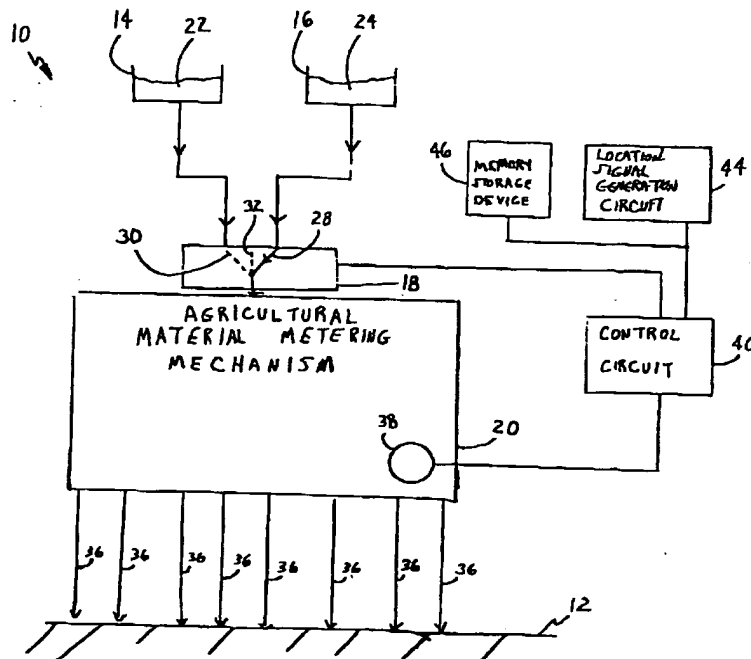 10
14
22
16
24
46
MEMORY
STORAGE
DEVICE
LOCATION
SIGNAL
GENERATION
CIRCUIT
44
30
32
28
18
AGRICULTURAL
MATERIAL METERING
MECHANISM
CONTROL
CIRCUIT
40
38
20
36 36 36 36 36 36 36 36
12